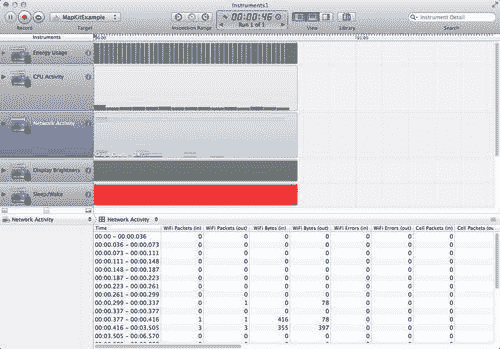 Instruments1
MapKitExample
00:00:46
Run 1 of 1
Instrument Detail
Record
Target
Inspection Range
View
Library
Search
Instruments
00:00
Energy Usage
CPU Activity
Network Activity
Display Brightness
Sleep/Wake
Network Activity
Network Activity
Time WiFi Packets (in) WiFi Packets (out) WiFi Bytes (in) WiFi Bytes (out) WiFi Errors (in) WiFi Errors (out) Cell Packets (in) Cell Packets (ou
00:00 - 00:00.036 0 0 0 0 0 0 0
00:00.036 - 00:00.073 0 0 0 0 0 0 0
00:00.073 - 00:00.111 0 0 0 0 0 0 0
00:00.111 - 00:00.148 0 0 0 0 0 0 0
00:00.148 - 00:00.187 0 0 0 0 0 0 0
00:00.187 - 00:00.223 0 0 0 0 0 0 0
00:00.223 - 00:00.261 0 0 0 0 0 0 0
00:00.261 - 00:00.299 0 0 0 0 0 0 0
00:00.299 - 00:00.337 0 1 0 78 0 0 0
00:00.337 - 00:00.377 0 0 0 0 0 0 0
00:00.377 - 00:00.416 1 1 416 78 0 0 0
00:00.416 - 00:03.505 3 3 355 397 0 0 0
00:03.505 - 00:06.570 0 0 0 0 0 0 0